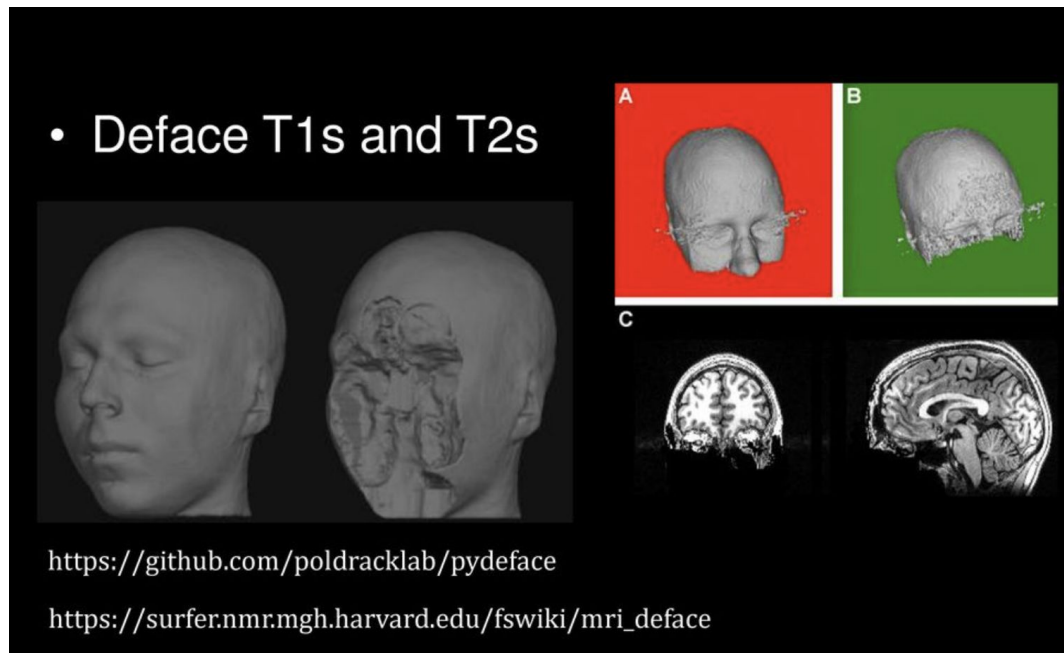 • Deface T1s and T2s
A
B
C
https://github.com/poldracklab/pydeface
https://surfer.nmr.mgh.harvard.edu/fswiki/mri_deface